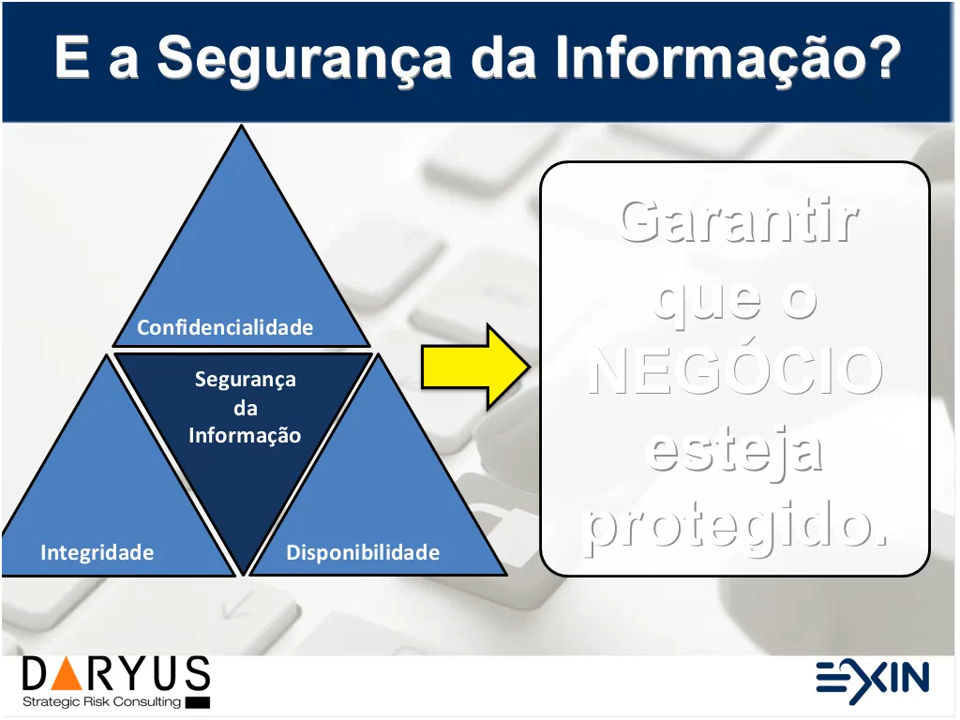 E a Segurança da Informação?
Confidencialidade
Segurança
da
Informação
Integridade
Disponibilidade
Garantir
que o
NEGÓCIO
esteja
protegido.
DARYUS
Strategic Risk Consulting
EXIN